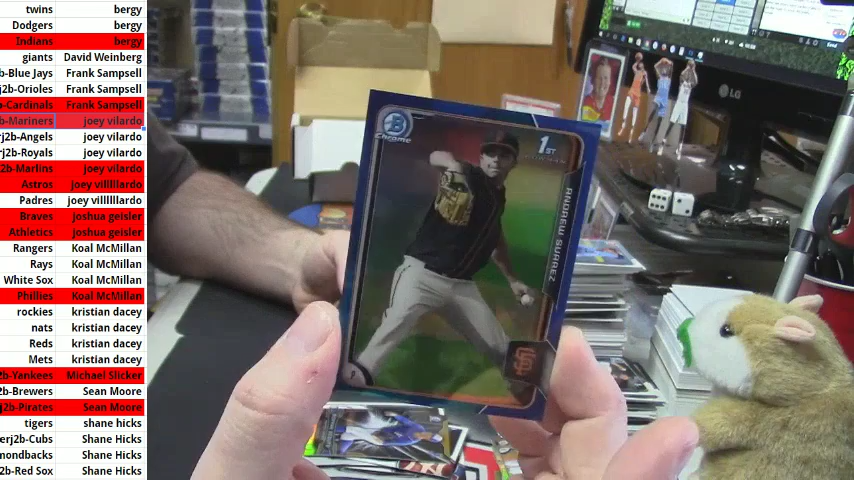 twins bergy
Dodgers bergy
Indians bergy
giants David Weinberg
b-Blue Jays Frank Sampsell
j2b-Orioles Frank Sampsell
b-Cardinals Frank Sampsell
b-Mariners joey vilardo
rj2b-Angels joey vilardo
rj2b-Royals joey vilardo
2b-Marlins joey vilardo
Astros joey villlllardo
Padres joey villlllllardo
Braves joshua geisler
Athletics joshua geisler
Rangers Koal McMillan
Rays Koal McMillan
White Sox Koal McMillan
Phillies Koal McMillan
rockies kristian dacey
nats kristian dacey
Reds kristian dacey
Mets kristian dacey
2b-Yankees Michael Slicker
2b-Brewers Sean Moore
j2b-Pirates Sean Moore
tigers shane hicks
erj2b-Cubs Shane Hicks
mondbacks Shane Hicks
2b-Red Sox Shane Hicks
B
Chrome
1ST
BOWMAN
ANDREW SUAREZ
SF
LG